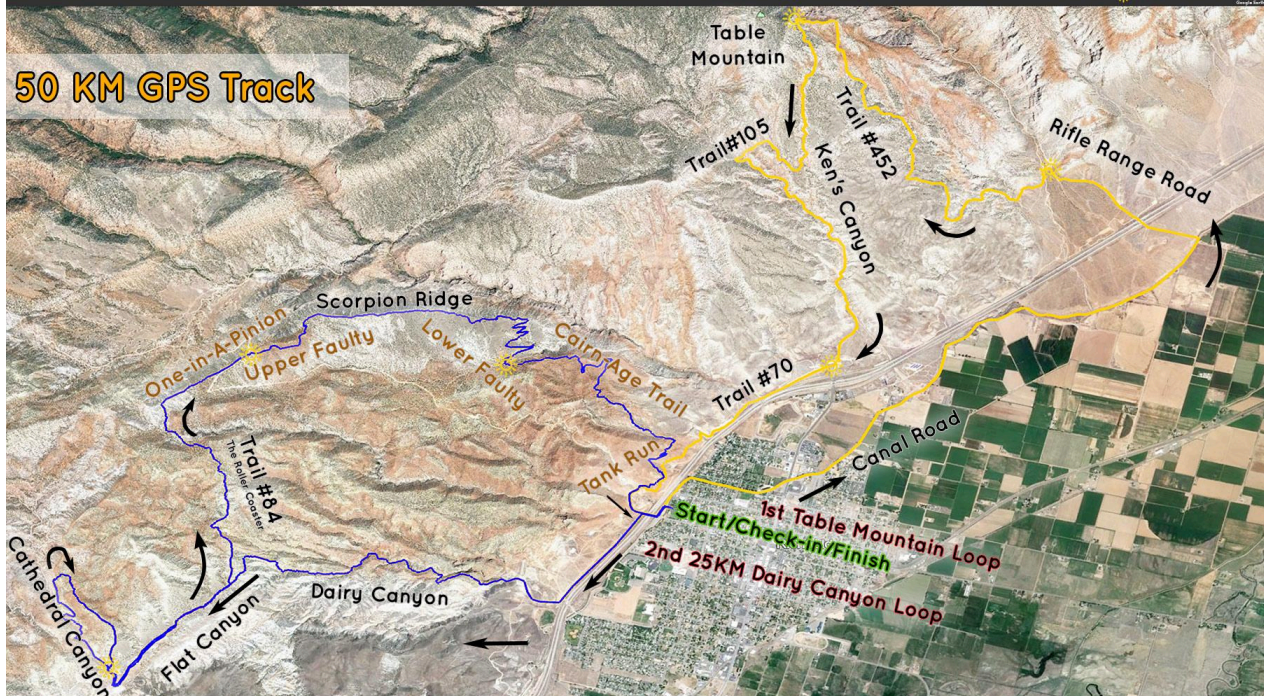 Google Earth
Table
Mountain
50 KM GPS Track
Trail #452
Trail#105
Rifle Range Road
Ken's Canyon
Scorpion Ridge
One-in-A-Pinion
Upper Faulty
Lower
Faulty
Cairn-Age Trail
Trail #70
Canal Road
Tank Run
Trail #84
The Roller Coaster
1st Table Mountain Loop
Start/Check-in/Finish
2nd 25KM Dairy Canyon Loop
Cathedral Canyon
Flat Canyon
Dairy Canyon